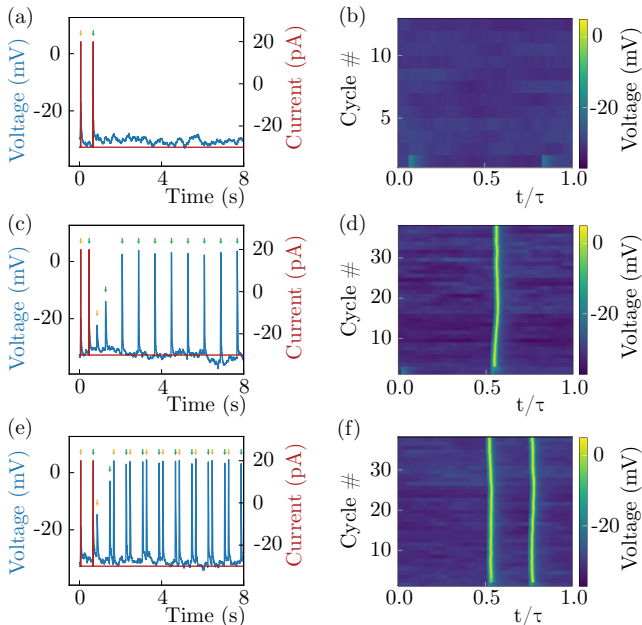 (a)
Voltage (mV)
0
-20
20
0
-20
Current (pA)
0
4
8
Time (s)
(b)
Cycle #
10
5
0.0
0.5
1.0
t/τ
0
-20
Voltage (mV)
(c)
Voltage (mV)
0
-20
20
0
-20
Current (pA)
0
4
8
Time (s)
(d)
Cycle #
30
20
10
0.0
0.5
1.0
t/τ
0
-20
Voltage (mV)
(e)
Voltage (mV)
0
-20
20
0
-20
Current (pA)
0
4
8
Time (s)
(f)
Cycle #
30
20
10
0.0
0.5
1.0
t/τ
0
-20
Voltage (mV)